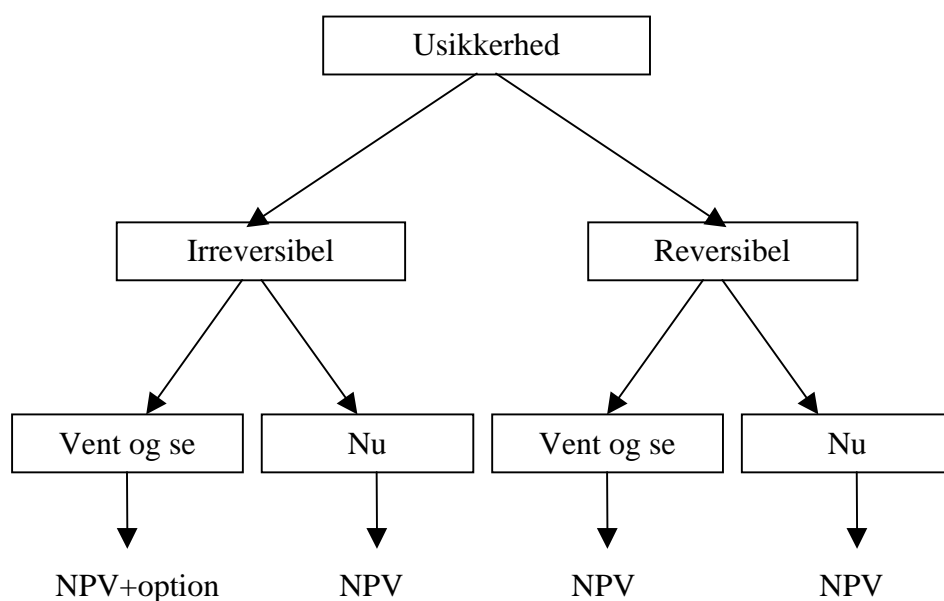 Usikkerhed
Irreversibel
Reversibel
Vent og se
Nu
Vent og se
Nu
NPV+option
NPV
NPV
NPV